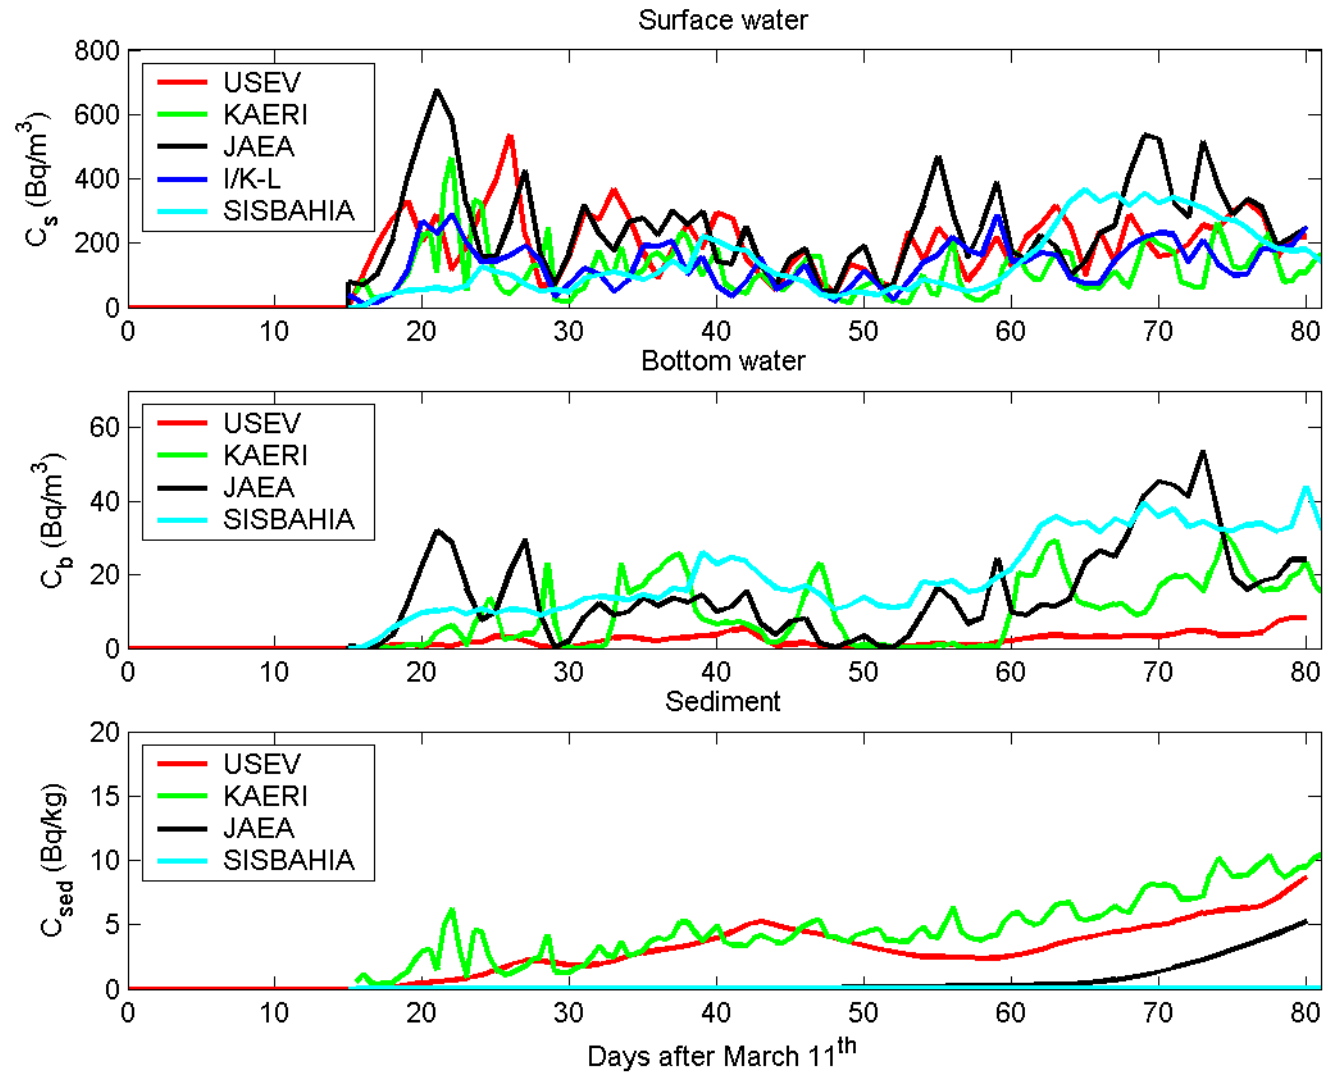 Surface water
C_s (Bq/m^3)
800
600
400
200
0
USEV
KAERI
JAEA
I/K-L
SISBAHIA
0 10 20 30 40 50 60 70 80
Bottom water
C_b (Bq/m^3)
60
40
20
0
USEV
KAERI
JAEA
SISBAHIA
0 10 20 30 40 50 60 70 80
Sediment
C_sed (Bq/kg)
20
15
10
5
0
USEV
KAERI
JAEA
SISBAHIA
0 10 20 30 40 50 60 70 80
Days after March 11^th